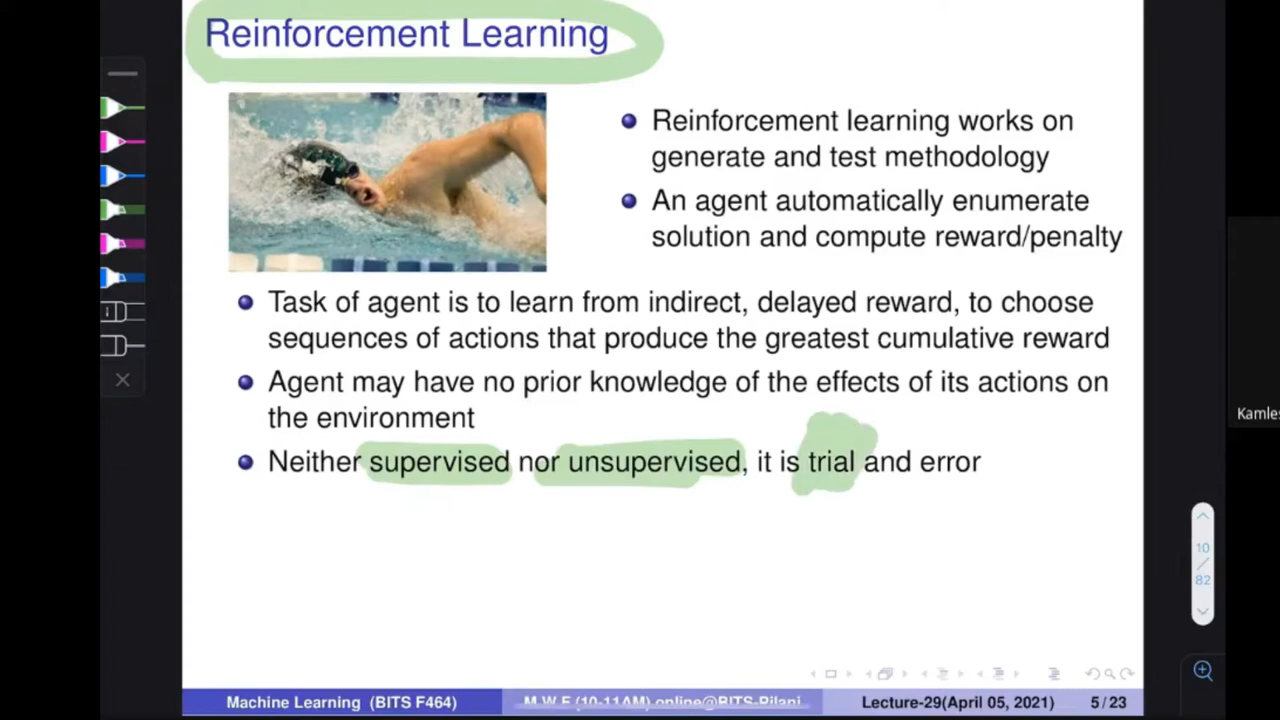 Reinforcement Learning
Reinforcement learning works on
generate and test methodology
An agent automatically enumerate
solution and compute reward/penalty
Task of agent is to learn from indirect, delayed reward, to choose
sequences of actions that produce the greatest cumulative reward
Agent may have no prior knowledge of the effects of its actions on
the environment
Neither supervised nor unsupervised, it is trial and error
10
/
82
Kamles
Machine Learning (BITS F464) M W F (10-11AM) online@BITS-Pilani Lecture-29(April 05, 2021) 5/23